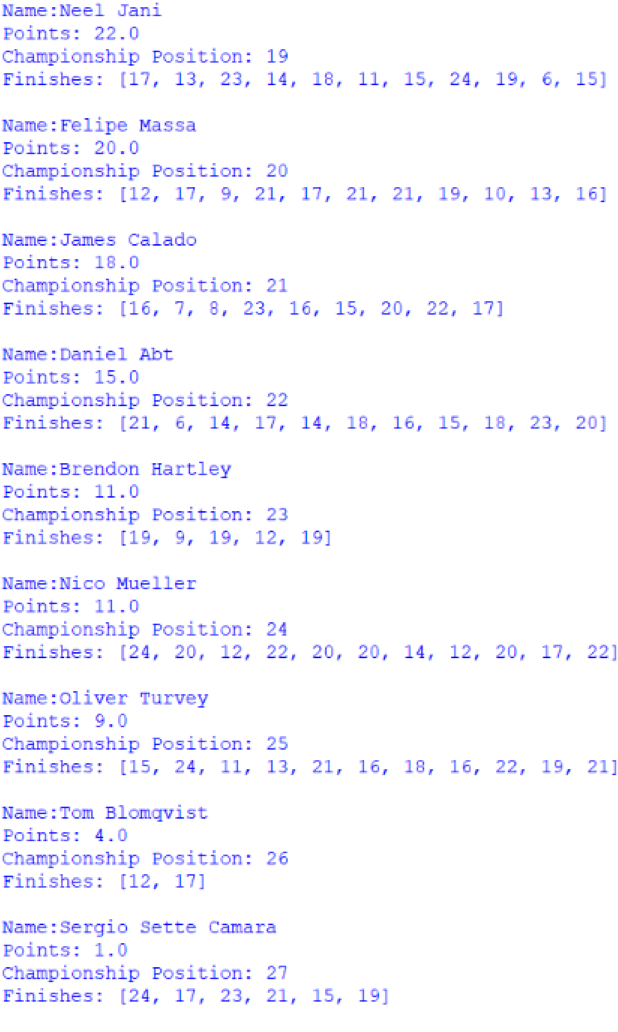 Name:Neel Jani
Points: 22.0
Championship Position: 19
Finishes: [17, 13, 23, 14, 18, 11, 15, 24, 19, 6, 15]
Name:Felipe Massa
Points: 20.0
Championship Position: 20
Finishes: [12, 17, 9, 21, 17, 21, 21, 19, 10, 13, 16]
Name:James Calado
Points: 18.0
Championship Position: 21
Finishes: [16, 7, 8, 23, 16, 15, 20, 22, 17]
Name:Daniel Abt
Points: 15.0
Championship Position: 22
Finishes: [21, 6, 14, 17, 14, 18, 16, 15, 18, 23, 20]
Name:Brendon Hartley
Points: 11.0
Championship Position: 23
Finishes: [19, 9, 19, 12, 19]
Name:Nico Mueller
Points: 11.0
Championship Position: 24
Finishes: [24, 20, 12, 22, 20, 20, 14, 12, 20, 17, 22]
Name:Oliver Turvey
Points: 9.0
Championship Position: 25
Finishes: [15, 24, 11, 13, 21, 16, 18, 16, 22, 19, 21]
Name:Tom Blomqvist
Points: 4.0
Championship Position: 26
Finishes: [12, 17]
Name:Sergio Sette Camara
Points: 1.0
Championship Position: 27
Finishes: [24, 17, 23, 21, 15, 19]